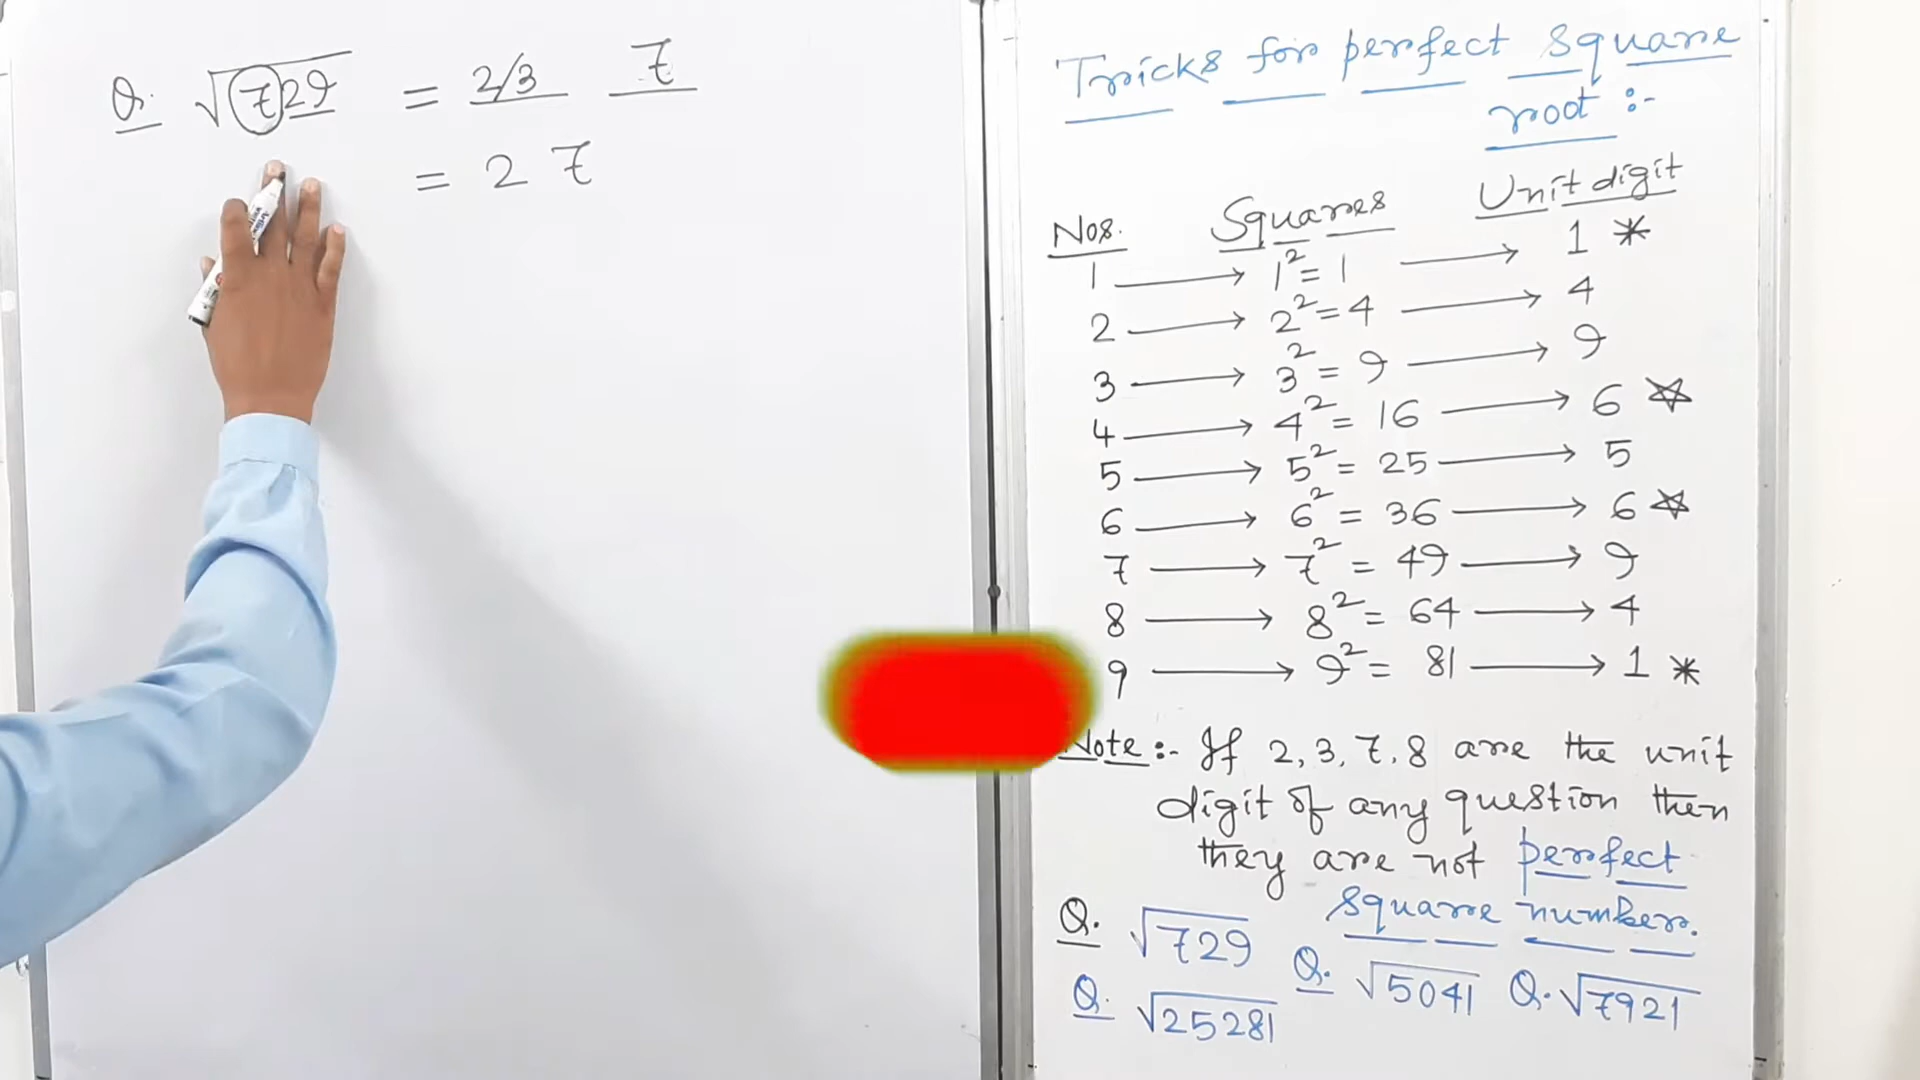 Q. √729 = 2/3 7
= 2 7
Tricks for perfect square
root :-
Nos. Squares Unit digit
1 → 1² = 1 → 1 *
2 → 2² = 4 → 4
3 → 3² = 9 → 9
4 → 4² = 16 → 6 ☆
5 → 5² = 25 → 5
6 → 6² = 36 → 6 ☆
7 → 7² = 49 → 9
8 → 8² = 64 → 4
9 → 9² = 81 → 1 *
Note :- If 2, 3, 7, 8 are the unit
digit of any question then
they are not perfect
square number.
Q. √729 Q. √5041 Q. √7921
Q. √25281